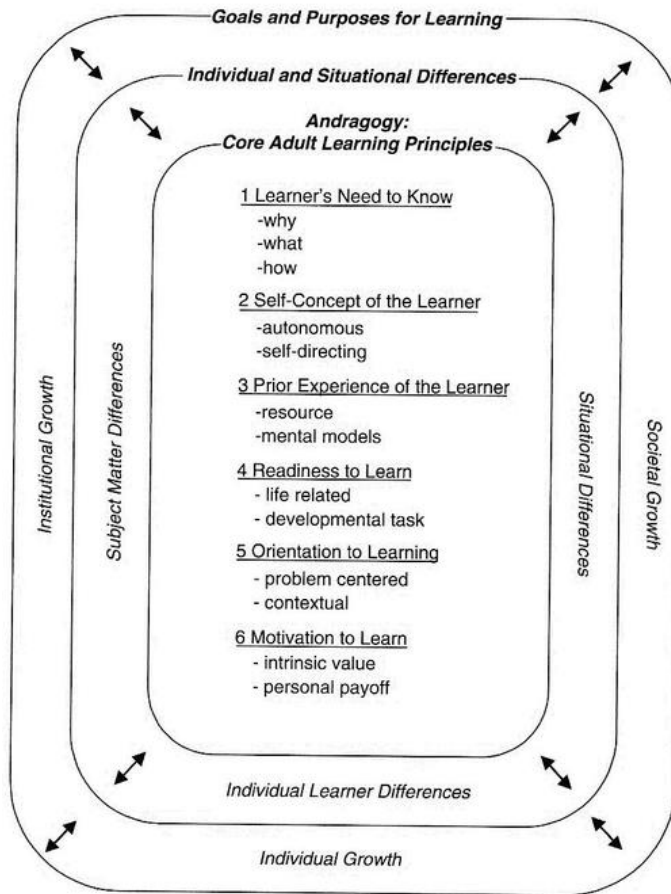 Goals and Purposes for Learning
Individual and Situational Differences
Andragogy:
Core Adult Learning Principles
1 Learner's Need to Know
-why
-what
-how
2 Self-Concept of the Learner
-autonomous
-self-directing
3 Prior Experience of the Learner
-resource
-mental models
4 Readiness to Learn
- life related
- developmental task
5 Orientation to Learning
- problem centered
- contextual
6 Motivation to Learn
- intrinsic value
- personal payoff
Institutional Growth
Subject Matter Differences
Situational Differences
Societal Growth
Individual Learner Differences
Individual Growth